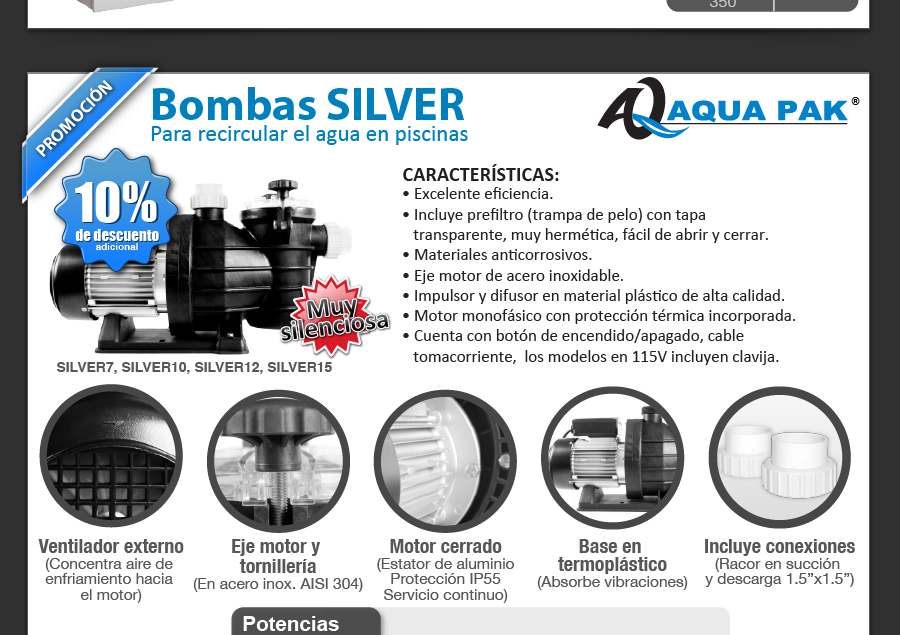 350
PROMOCIÓN
Bombas SILVER
Para recircular el agua en piscinas
AQUA PAK®
10%
de descuento
adicional
Muy
silenciosa
SILVER7, SILVER10, SILVER12, SILVER15
CARACTERÍSTICAS:
• Excelente eficiencia.
• Incluye prefiltro (trampa de pelo) con tapa
transparente, muy hermética, fácil de abrir y cerrar.
• Materiales anticorrosivos.
• Eje motor de acero inoxidable.
• Impulsor y difusor en material plástico de alta calidad.
• Motor monofásico con protección térmica incorporada.
• Cuenta con botón de encendido/apagado, cable
tomacorriente, los modelos en 115V incluyen clavija.
Ventilador externo
(Concentra aire de
enfriamiento hacia
el motor)
Eje motor y
tornillería
(En acero inox. AISI 304)
Motor cerrado
(Estator de aluminio
Protección IP55
Servicio continuo)
Base en
termoplástico
(Absorbe vibraciones)
Incluye conexiones
(Racor en succión
y descarga 1.5”x1.5”)
Potencias